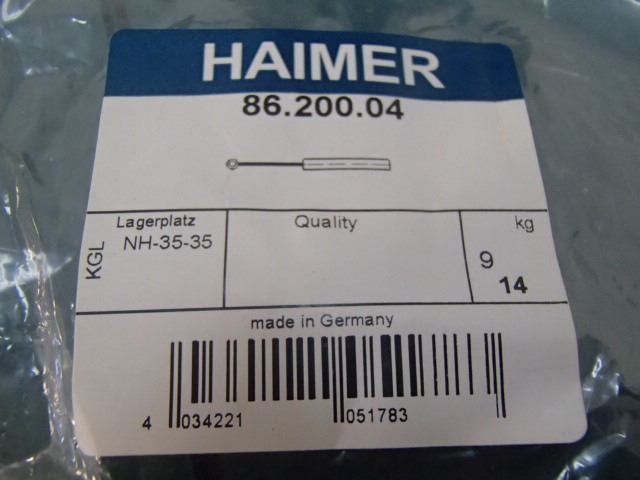 HAIMER
86.200.04
Lagerplatz
NH-35-35
KGL
Quality
kg
9
14
made in Germany
4 034221 051783